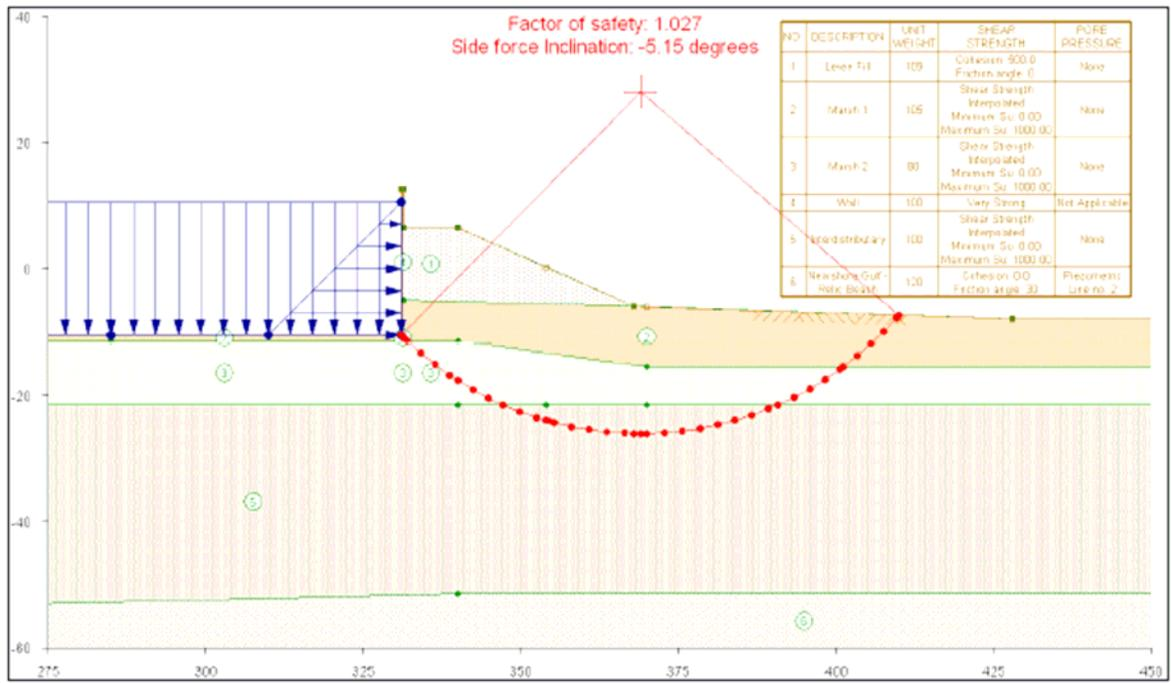 Factor of safety: 1.027
Side force Inclination: -5.15 degrees
NO DESCRIPTION UNIT WEIGHT SHEAR STRENGTH PORE PRESSURE
1 Levee Fill 109 Cohesion: 900.0 Friction angle: 0 None
2 Marsh 1 105 Shear Strength Interpolated Minimum Su: 0.00 Maximum Su: 1000.00 None
3 Marsh 2 80 Shear Strength Interpolated Minimum Su: 0.00 Maximum Su: 1000.00 None
4 Wall 100 Very Strong Not Applicable
5 Interdistributary 100 Shear Strength Interpolated Minimum Su: 0.00 Maximum Su: 1000.00 None
6 Relic Beach 120 Cohesion: 0.0 Friction angle: 30 Piezometric Line no. 2
40
20
0
-20
-40
-60
1
2
3
3
3
5
6
275 300 325 350 375 400 425 450